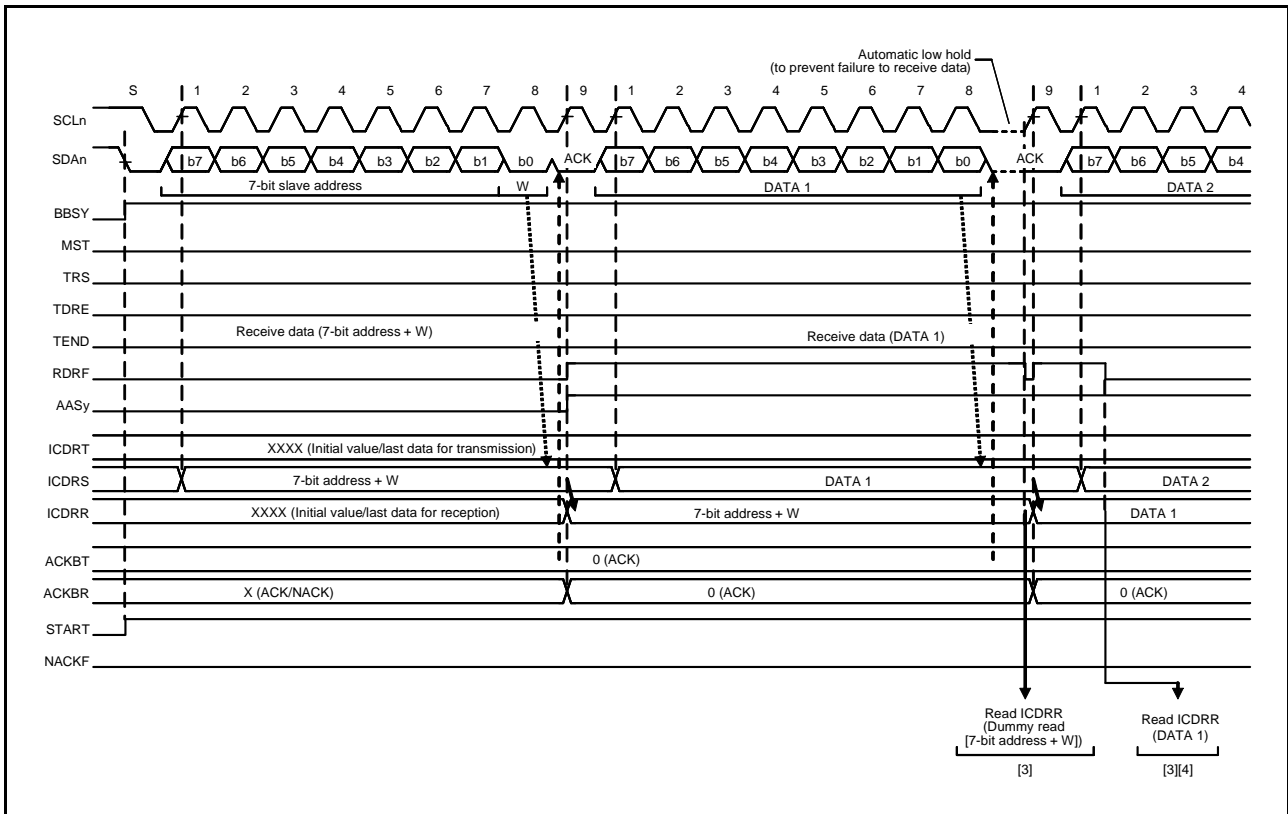 Automatic low hold
(to prevent failure to receive data)
S 1 2 3 4 5 6 7 8 9 1 2 3 4 5 6 7 8 9 1 2 3 4
SCLn
SDAn b7 b6 b5 b4 b3 b2 b1 b0 ACK b7 b6 b5 b4 b3 b2 b1 b0 ACK b7 b6 b5 b4
7-bit slave address W DATA 1 DATA 2
BBSY
MST
TRS
TDRE
Receive data (7-bit address + W) Receive data (DATA 1)
TEND
RDRF
AASy
ICDRT XXXX (Initial value/last data for transmission)
ICDRS 7-bit address + W DATA 1 DATA 2
ICDRR XXXX (Initial value/last data for reception) 7-bit address + W DATA 1
ACKBT 0 (ACK)
ACKBR X (ACK/NACK) 0 (ACK) 0 (ACK)
START
NACKF
Read ICDRR
(Dummy read
[7-bit address + W])
[3]
Read ICDRR
(DATA 1)
[3][4]